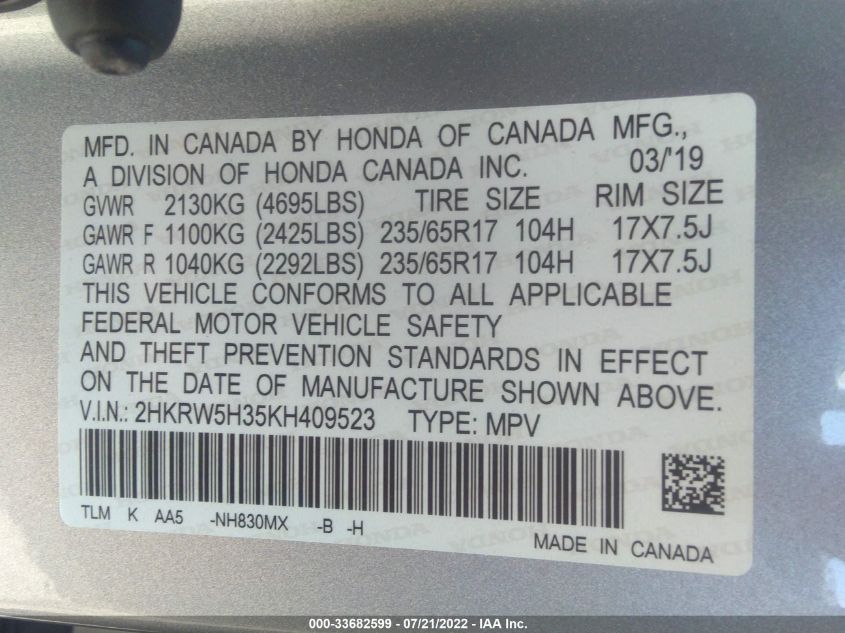 MFD. IN CANADA BY HONDA OF CANADA MFG.,
A DIVISION OF HONDA CANADA INC. 03/'19
GVWR 2130KG (4695LBS) TIRE SIZE RIM SIZE
GAWR F 1100KG (2425LBS) 235/65R17 104H 17X7.5J
GAWR R 1040KG (2292LBS) 235/65R17 104H 17X7.5J
THIS VEHICLE CONFORMS TO ALL APPLICABLE
FEDERAL MOTOR VEHICLE SAFETY
AND THEFT PREVENTION STANDARDS IN EFFECT
ON THE DATE OF MANUFACTURE SHOWN ABOVE.
V.I.N.: 2HKRW5H35KH409523 TYPE: MPV
TLM K AA5 -NH830MX -B -H
MADE IN CANADA
000-33682599 - 07/21/2022 - IAA Inc.